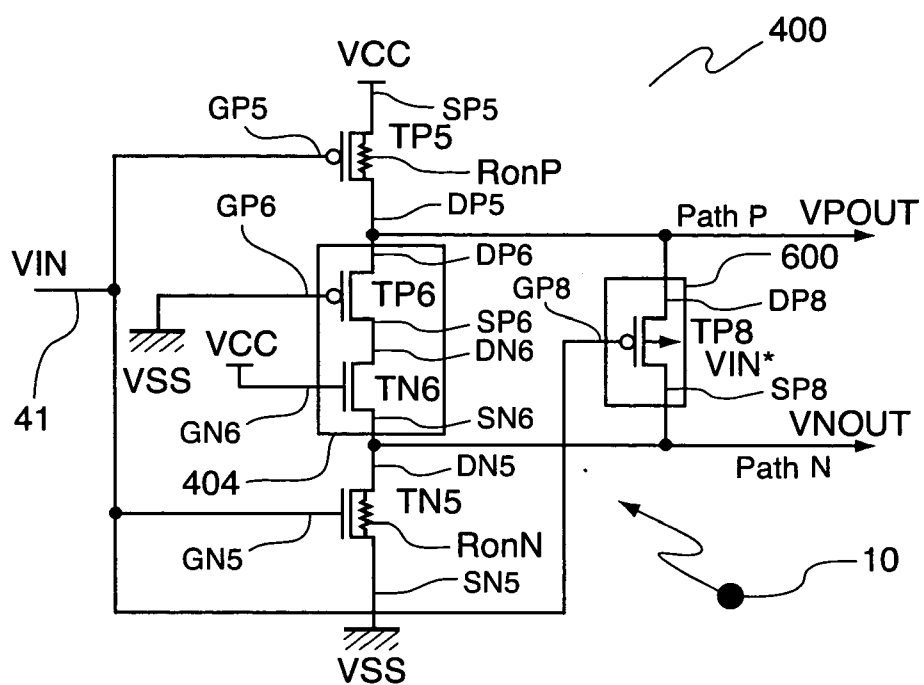 400
VCC
SP5
GP5
TP5
RonP
DP5
GP6
Path P
VPOUT
VIN
DP6
600
TP6
GP8
DP8
SP6
TP8
VCC
DN6
VIN*
VSS
TN6
SP8
41
GN6
SN6
VNOUT
404
DN5
Path N
TN5
GN5
RonN
10
SN5
VSS